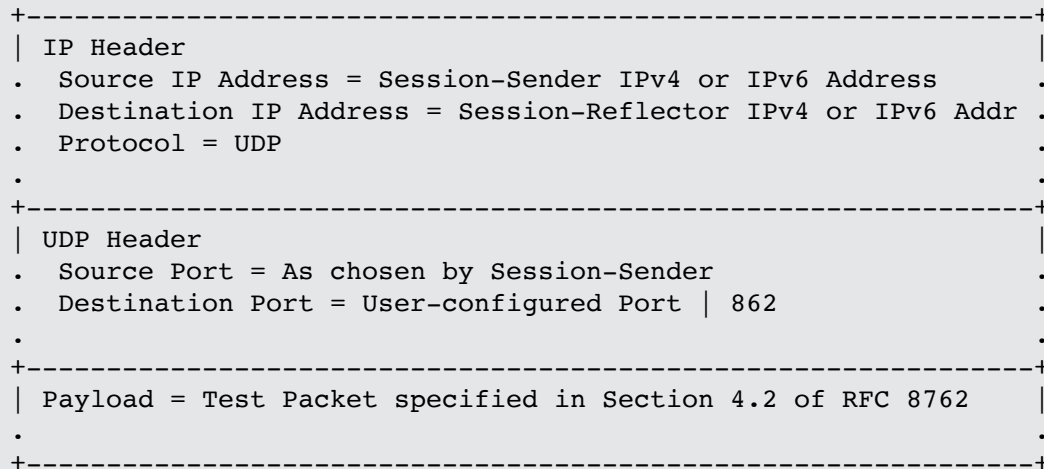 +---------------------------------------------------------------+
| IP Header                                                     |
.  Source IP Address = Session-Sender IPv4 or IPv6 Address      .
.  Destination IP Address = Session-Reflector IPv4 or IPv6 Addr .
.  Protocol = UDP                                               .
.                                                               .
+---------------------------------------------------------------+
| UDP Header                                                    |
.  Source Port = As chosen by Session-Sender                    .
.  Destination Port = User-configured Port | 862                .
.                                                               .
+---------------------------------------------------------------+
| Payload = Test Packet specified in Section 4.2 of RFC 8762    |
.                                                               .
+---------------------------------------------------------------+